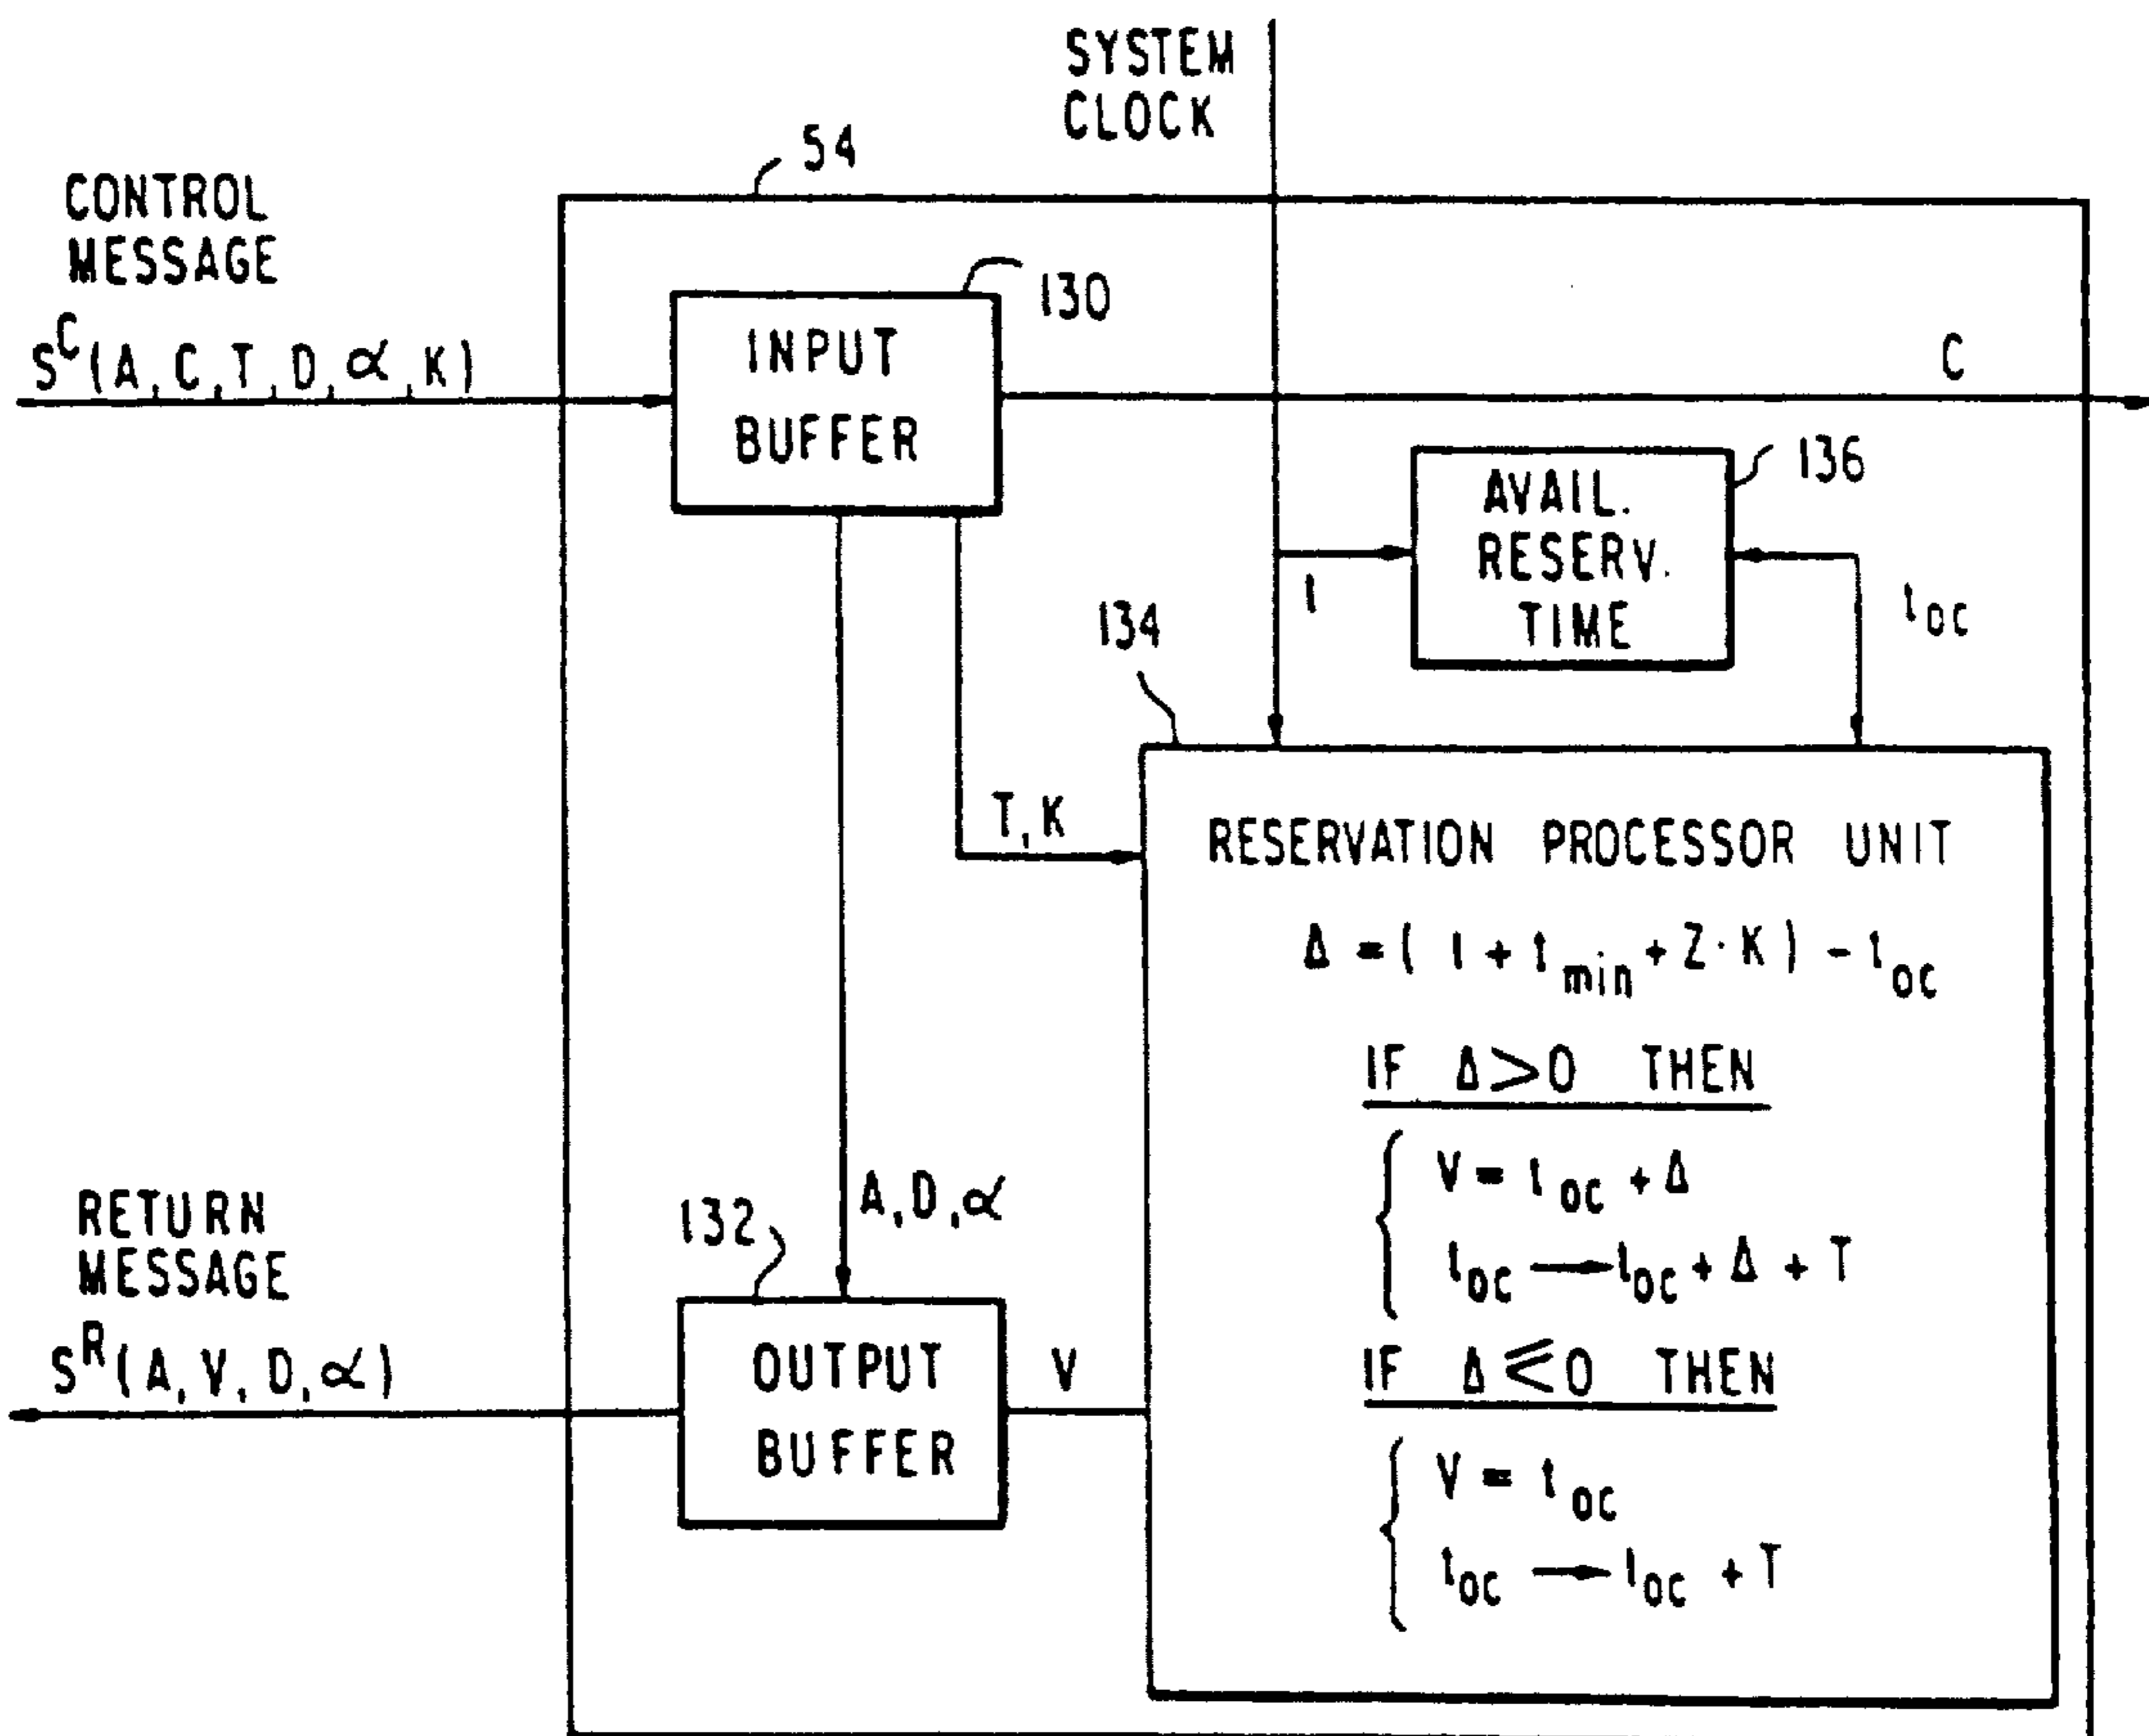 SYSTEM
CLOCK
54
CONTROL
MESSAGE
S^C(A,C,T,D,α,K)
130
INPUT
BUFFER
C
136
AVAIL.
RESERV.
TIME
t
t_oc
134
T,K
RESERVATION PROCESSOR UNIT
Δ = ( t + t_min + Z·K ) - t_oc
IF Δ>0 THEN
V = t_oc + Δ
t_oc → t_oc + Δ + T
IF Δ⩽0 THEN
V = t_oc
t_oc → t_oc + T
A,D,α
132
RETURN
MESSAGE
S^R(A,V,D,α)
OUTPUT
BUFFER
V